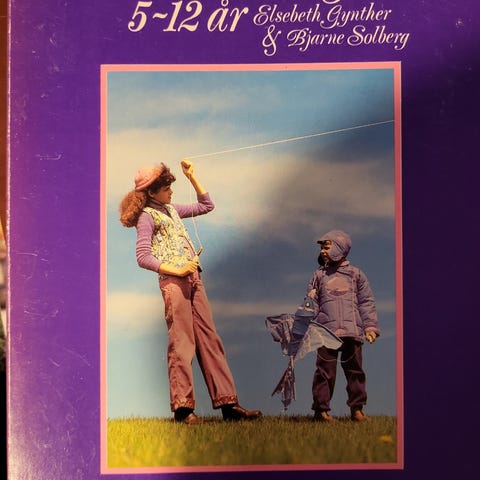 5~12 år Elsebeth Gynther
& Bjarne Solberg